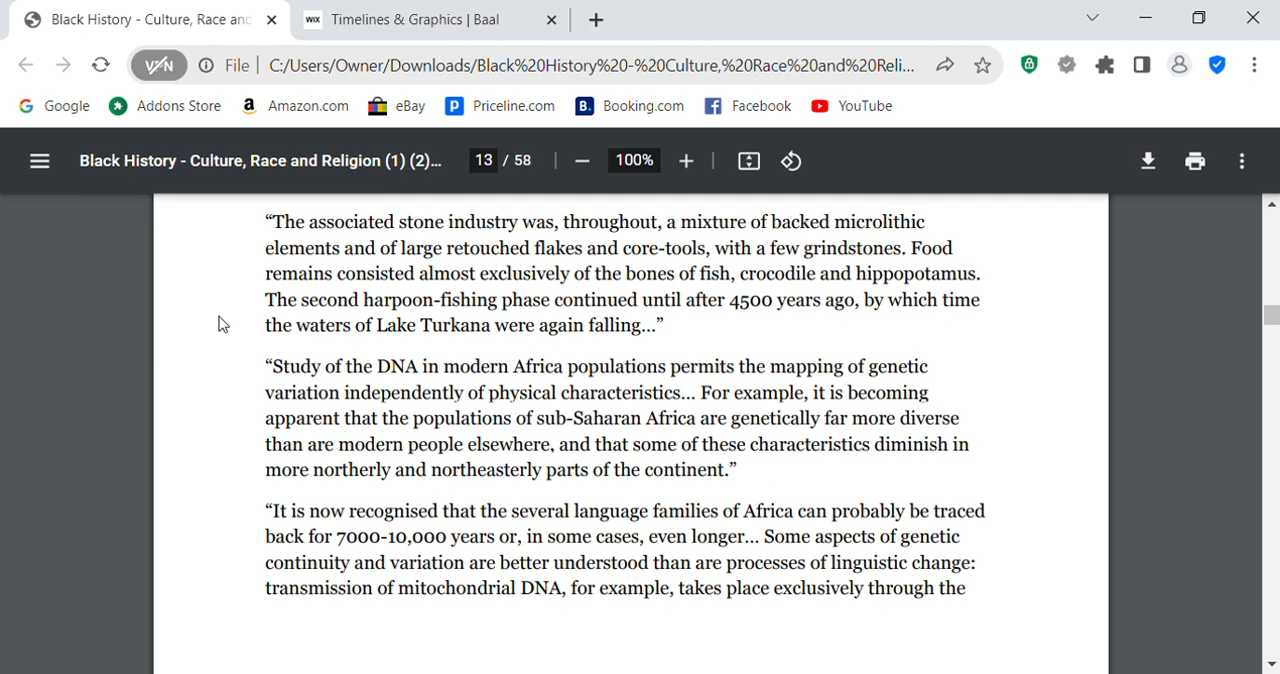 Black History - Culture, Race and
Timelines & Graphics | Baal
VPN
File
C:/Users/Owner/Downloads/Black%20History%20-%20Culture,%20Race%20and%20Reli...
Google
Addons Store
Amazon.com
eBay
Priceline.com
Booking.com
Facebook
YouTube
Black History - Culture, Race and Religion (1) (2)...
13 / 58
100%
“The associated stone industry was, throughout, a mixture of backed microlithic
elements and of large retouched flakes and core-tools, with a few grindstones. Food
remains consisted almost exclusively of the bones of fish, crocodile and hippopotamus.
The second harpoon-fishing phase continued until after 4500 years ago, by which time
the waters of Lake Turkana were again falling...”
“Study of the DNA in modern Africa populations permits the mapping of genetic
variation independently of physical characteristics... For example, it is becoming
apparent that the populations of sub-Saharan Africa are genetically far more diverse
than are modern people elsewhere, and that some of these characteristics diminish in
more northerly and northeasterly parts of the continent.”
“It is now recognised that the several language families of Africa can probably be traced
back for 7000-10,000 years or, in some cases, even longer... Some aspects of genetic
continuity and variation are better understood than are processes of linguistic change:
transmission of mitochondrial DNA, for example, takes place exclusively through the